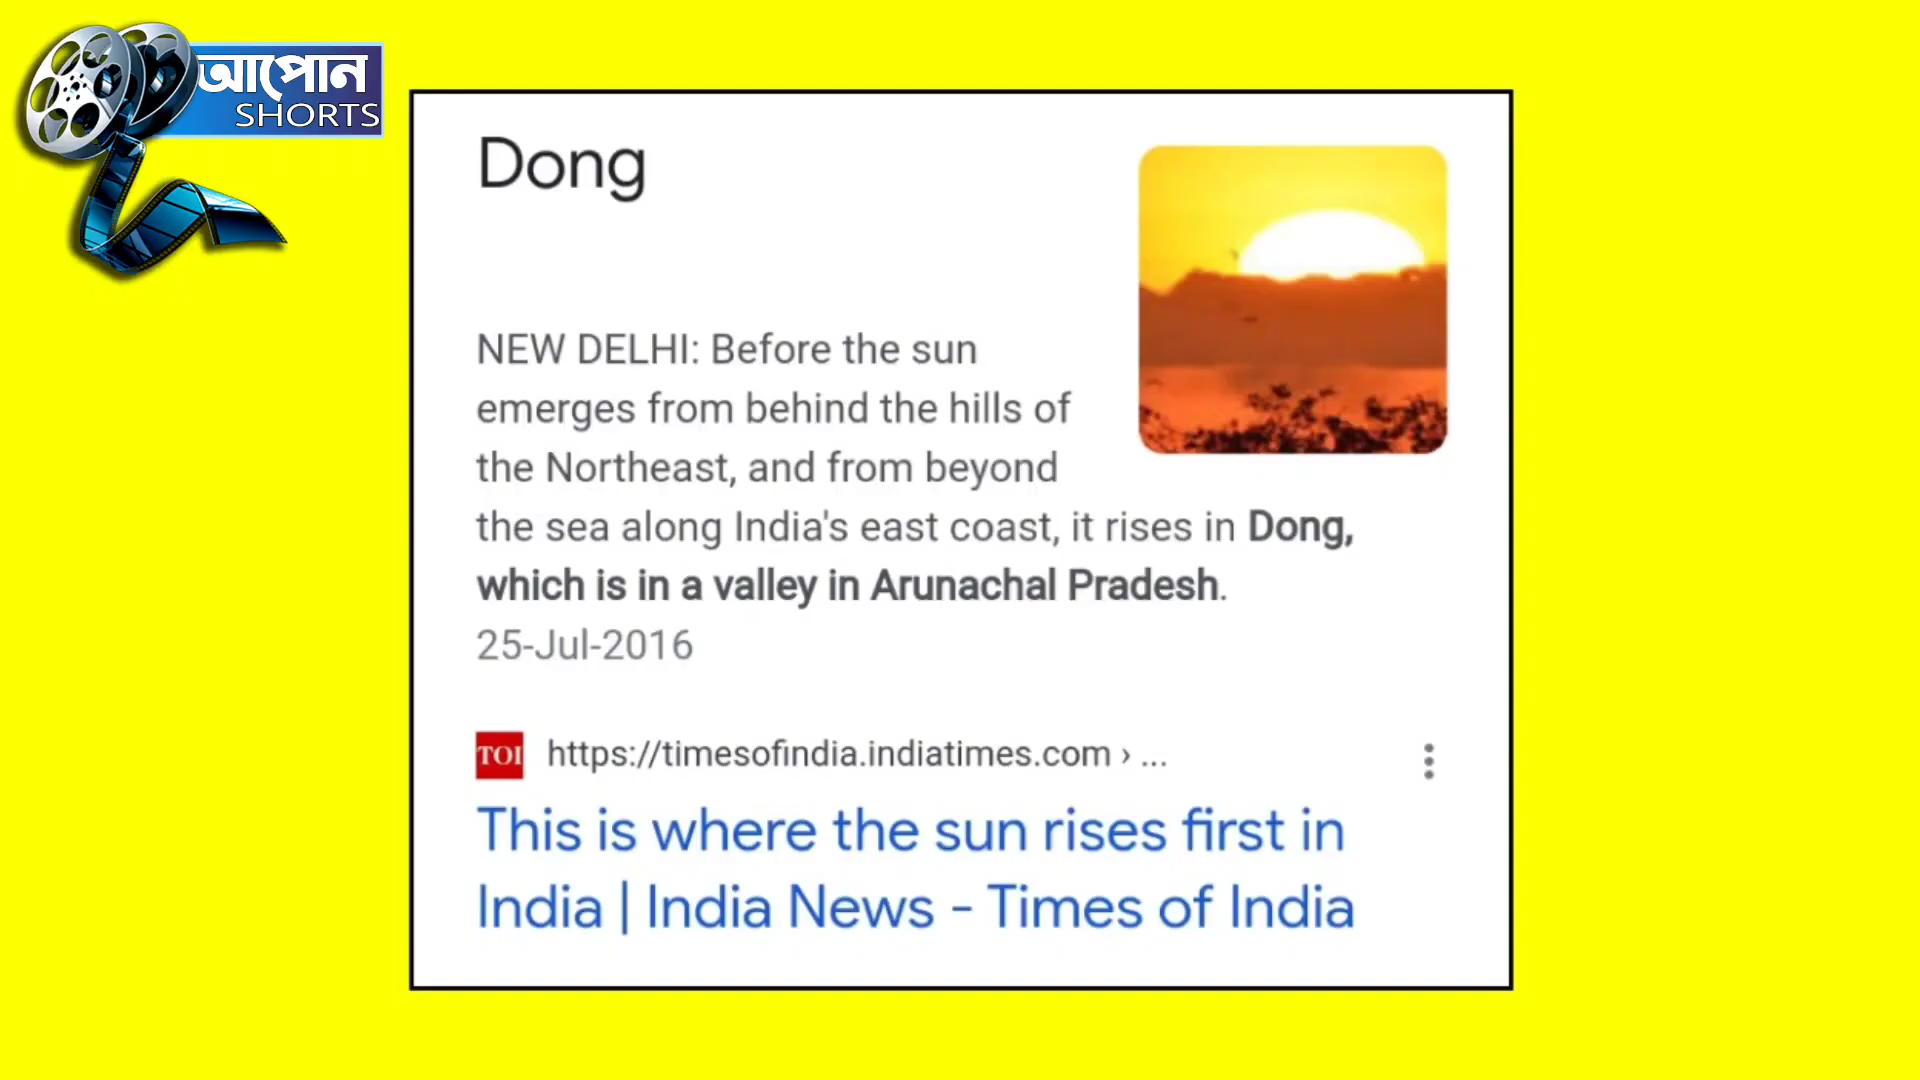 আপোন
SHORTS
Dong
NEW DELHI: Before the sun
emerges from behind the hills of
the Northeast, and from beyond
the sea along India's east coast, it rises in Dong,
which is in a valley in Arunachal Pradesh.
25-Jul-2016
TOI https://timesofindia.indiatimes.com › ...
This is where the sun rises first in
India | India News - Times of India